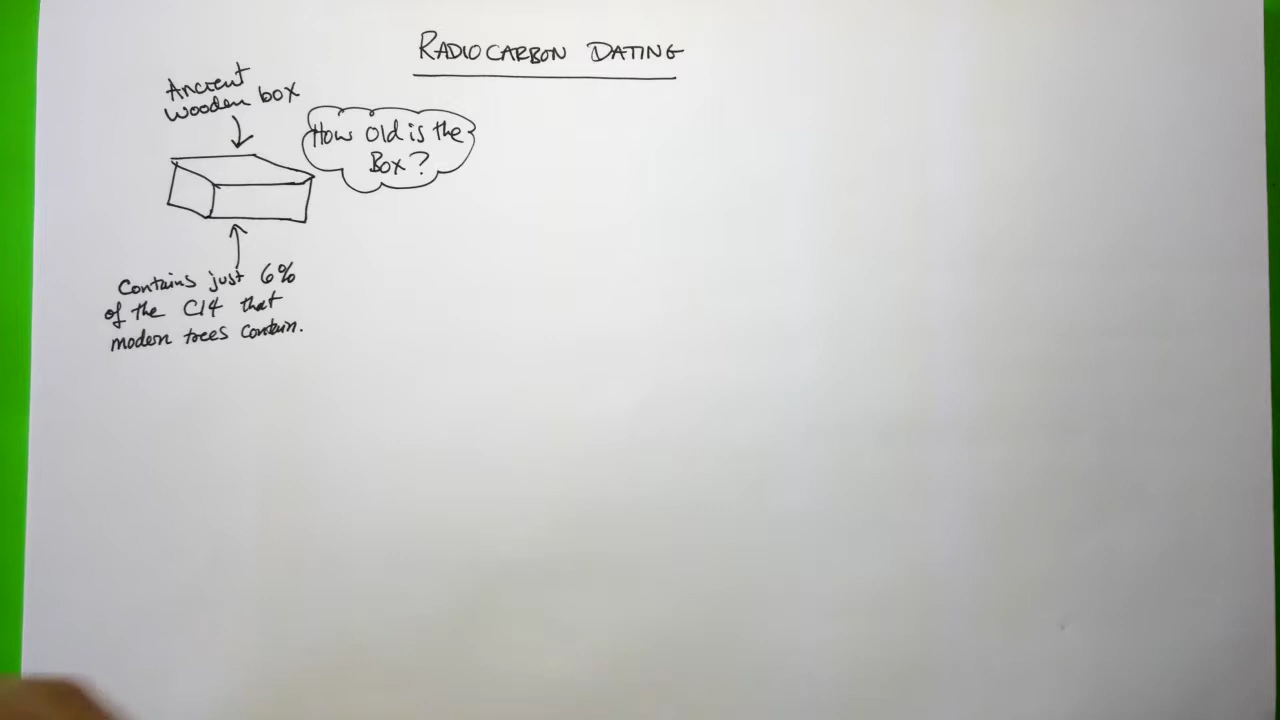 RADIOCARBON DATING
Ancient
wooden box
How old is the
Box?
Contains just 6%
of the C14 that
modern trees contain.